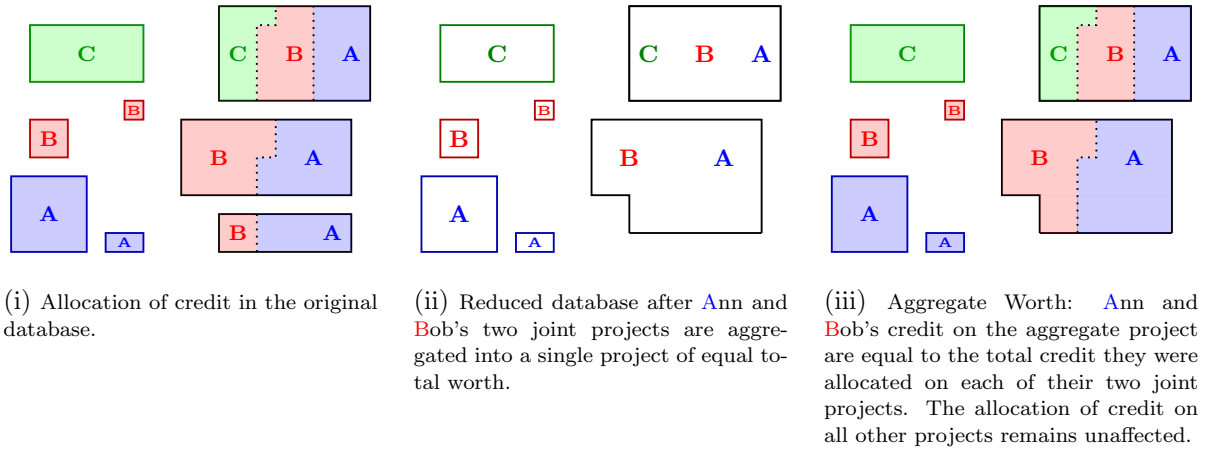 C
B
B
A
A
C B A
B A
B A
(i) Allocation of credit in the original
database.
C
B
B
A
A
C B A
B A
(ii) Reduced database after Ann and
Bob's two joint projects are aggre-
gated into a single project of equal to-
tal worth.
C
B
B
A
A
C B A
B A
(iii) Aggregate Worth: Ann and
Bob's credit on the aggregate project
are equal to the total credit they were
allocated on each of their two joint
projects. The allocation of credit on
all other projects remains unaffected.